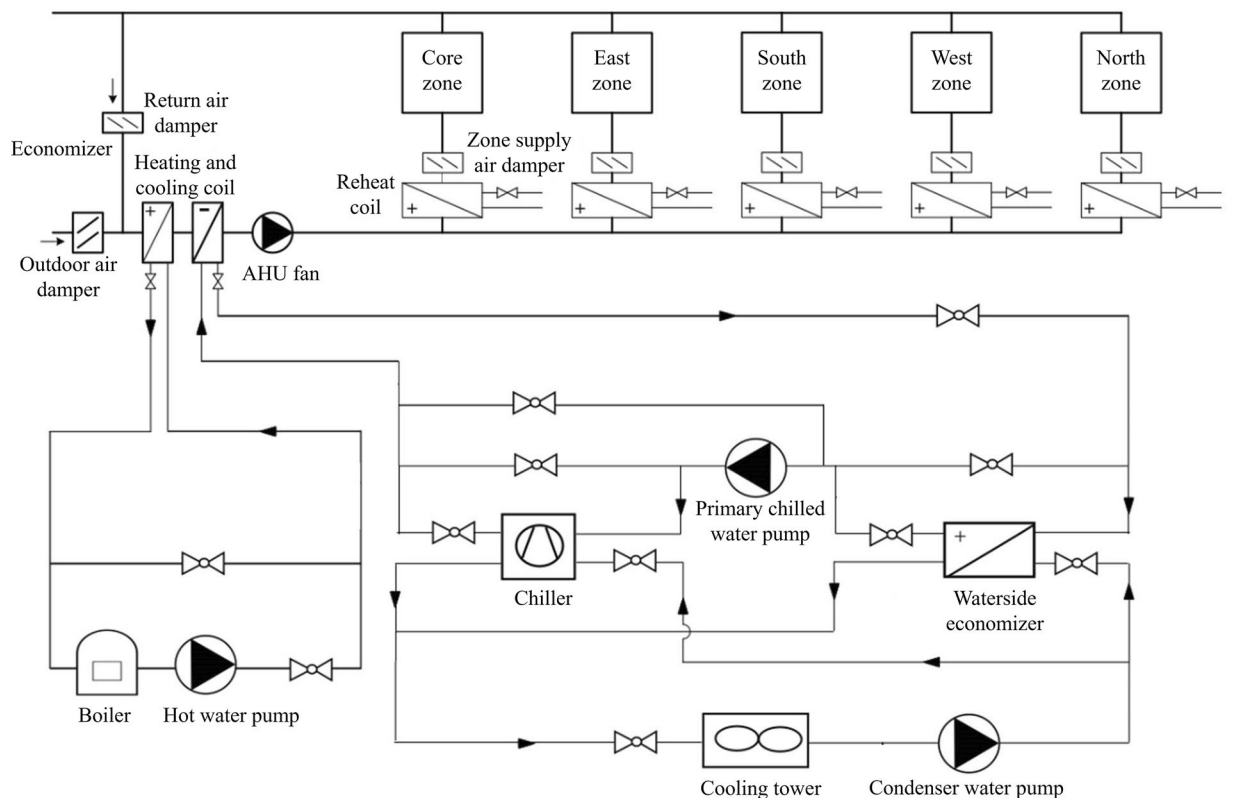 Core
zone
East
zone
South
zone
West
zone
North
zone
Return air
damper
Economizer
Heating and
cooling coil
Zone supply
air damper
Reheat
coil
+
+
+
+
+
+
-
Outdoor air
damper
AHU fan
Primary chilled
water pump
+
Chiller
Waterside
economizer
Boiler
Hot water pump
Cooling tower
Condenser water pump